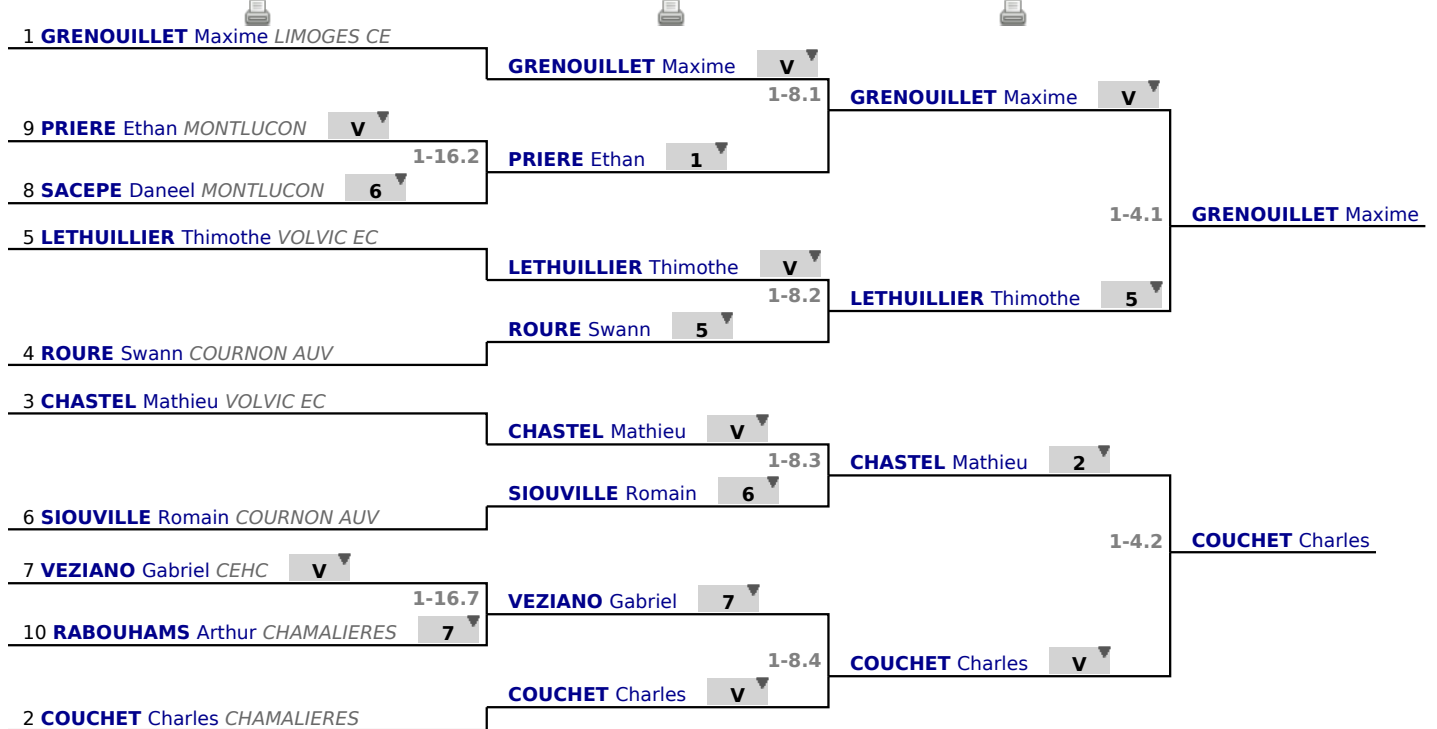 1 GRENOUILLET Maxime LIMOGES CE
GRENOUILLET Maxime V
1-8.1
GRENOUILLET Maxime V
9 PRIERE Ethan MONTLUCON V
1-16.2
PRIERE Ethan 1
8 SACEPE Daneel MONTLUCON 6
1-4.1
GRENOUILLET Maxime
5 LETHUILLIER Thimothe VOLVIC EC
LETHUILLIER Thimothe V
1-8.2
LETHUILLIER Thimothe 5
ROURE Swann 5
4 ROURE Swann COURNON AUV
3 CHASTEL Mathieu VOLVIC EC
CHASTEL Mathieu V
1-8.3
CHASTEL Mathieu 2
SIOUVILLE Romain 6
6 SIOUVILLE Romain COURNON AUV
1-4.2
COUCHET Charles
7 VEZIANO Gabriel CEHC V
1-16.7
VEZIANO Gabriel 7
10 RABOUHAMS Arthur CHAMALIERES 7
1-8.4
COUCHET Charles V
COUCHET Charles V
2 COUCHET Charles CHAMALIERES